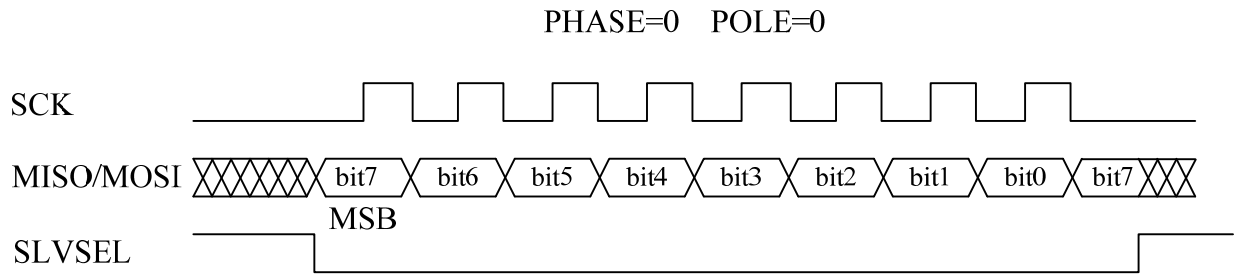 PHASE=0 POLE=0
SCK
MISO/MOSI bit7 bit6 bit5 bit4 bit3 bit2 bit1 bit0 bit7
MSB
SLVSEL